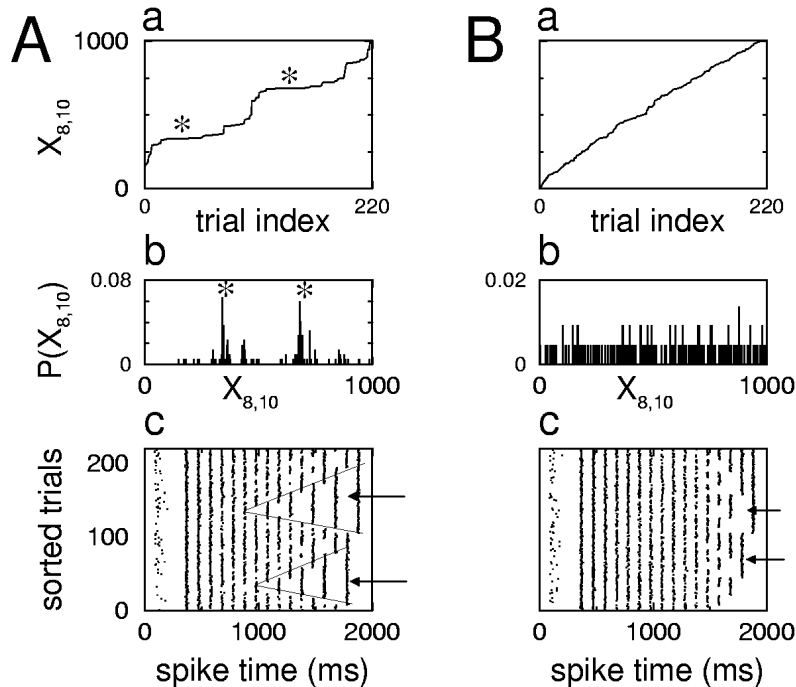 A
a
1000
X8,10
0
0
trial index
220
*
*
b
0.08
P(X8,10)
0
0
X8,10
1000
*
*
c
200
sorted trials
100
0
0
1000
2000
spike time (ms)
B
a
0
trial index
220
b
0.02
0
0
X8,10
1000
c
0
1000
2000
spike time (ms)